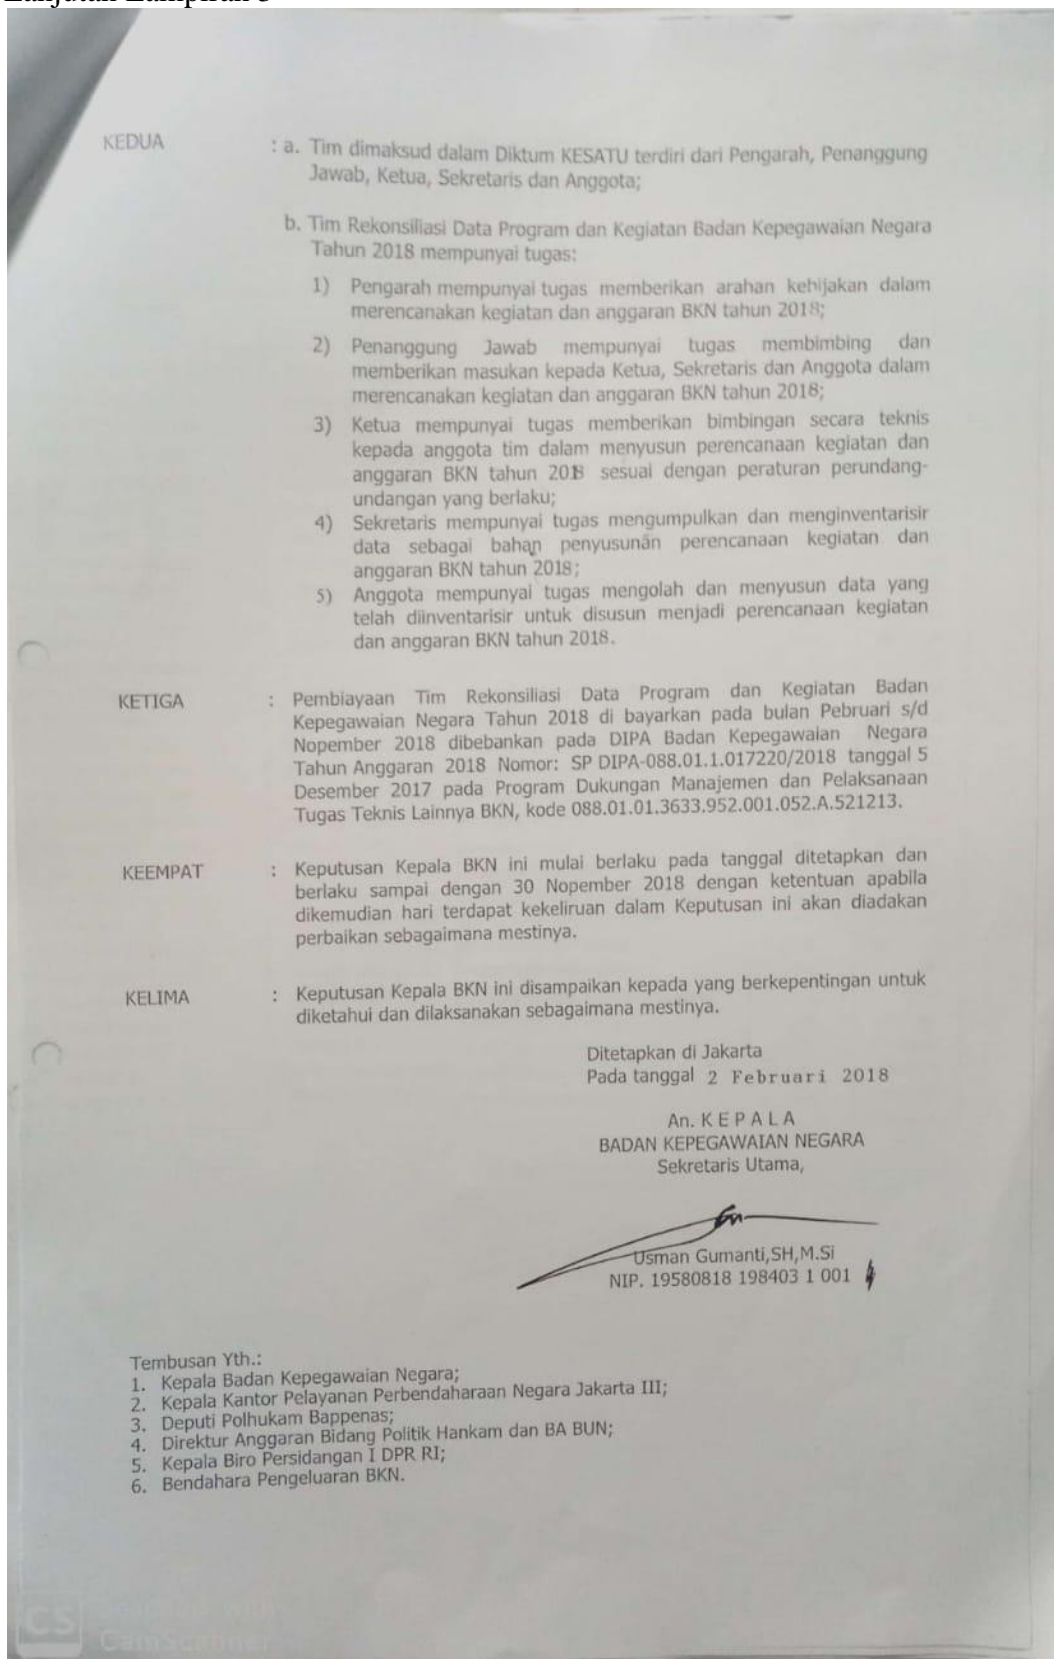 Lanjutan Lampiran 3
KEDUA : a. Tim dimaksud dalam Diktum KESATU terdiri dari Pengarah, Penanggung
Jawab, Ketua, Sekretaris dan Anggota;
b. Tim Rekonsiliasi Data Program dan Kegiatan Badan Kepegawaian Negara
Tahun 2018 mempunyai tugas:
1) Pengarah mempunyai tugas memberikan arahan kebijakan dalam
merencanakan kegiatan dan anggaran BKN tahun 2018;
2) Penanggung Jawab mempunyai tugas membimbing dan
memberikan masukan kepada Ketua, Sekretaris dan Anggota dalam
merencanakan kegiatan dan anggaran BKN tahun 2018;
3) Ketua mempunyai tugas memberikan bimbingan secara teknis
kepada anggota tim dalam menyusun perencanaan kegiatan dan
anggaran BKN tahun 2018 sesuai dengan peraturan perundang-
undangan yang berlaku;
4) Sekretaris mempunyai tugas mengumpulkan dan menginventarisir
data sebagai bahan penyusunan perencanaan kegiatan dan
anggaran BKN tahun 2018;
5) Anggota mempunyai tugas mengolah dan menyusun data yang
telah diinventarisir untuk disusun menjadi perencanaan kegiatan
dan anggaran BKN tahun 2018.
KETIGA : Pembiayaan Tim Rekonsiliasi Data Program dan Kegiatan Badan
Kepegawaian Negara Tahun 2018 di bayarkan pada bulan Pebruari s/d
Nopember 2018 dibebankan pada DIPA Badan Kepegawaian Negara
Tahun Anggaran 2018 Nomor: SP DIPA-088.01.1.017220/2018 tanggal 5
Desember 2017 pada Program Dukungan Manajemen dan Pelaksanaan
Tugas Teknis Lainnya BKN, kode 088.01.01.3633.952.001.052.A.521213.
KEEMPAT : Keputusan Kepala BKN ini mulai berlaku pada tanggal ditetapkan dan
berlaku sampai dengan 30 Nopember 2018 dengan ketentuan apabila
dikemudian hari terdapat kekeliruan dalam Keputusan ini akan diadakan
perbaikan sebagaimana mestinya.
KELIMA : Keputusan Kepala BKN ini disampaikan kepada yang berkepentingan untuk
diketahui dan dilaksanakan sebagaimana mestinya.
Ditetapkan di Jakarta
Pada tanggal 2 Februari 2018
An. K E P A L A
BADAN KEPEGAWAIAN NEGARA
Sekretaris Utama,
Usman Gumanti,SH,M.Si
NIP. 19580818 198403 1 001
Tembusan Yth.:
1. Kepala Badan Kepegawaian Negara;
2. Kepala Kantor Pelayanan Perbendaharaan Negara Jakarta III;
3. Deputi Polhukam Bappenas;
4. Direktur Anggaran Bidang Politik Hankam dan BA BUN;
5. Kepala Biro Persidangan I DPR RI;
6. Bendahara Pengeluaran BKN.
CS
CamScanner